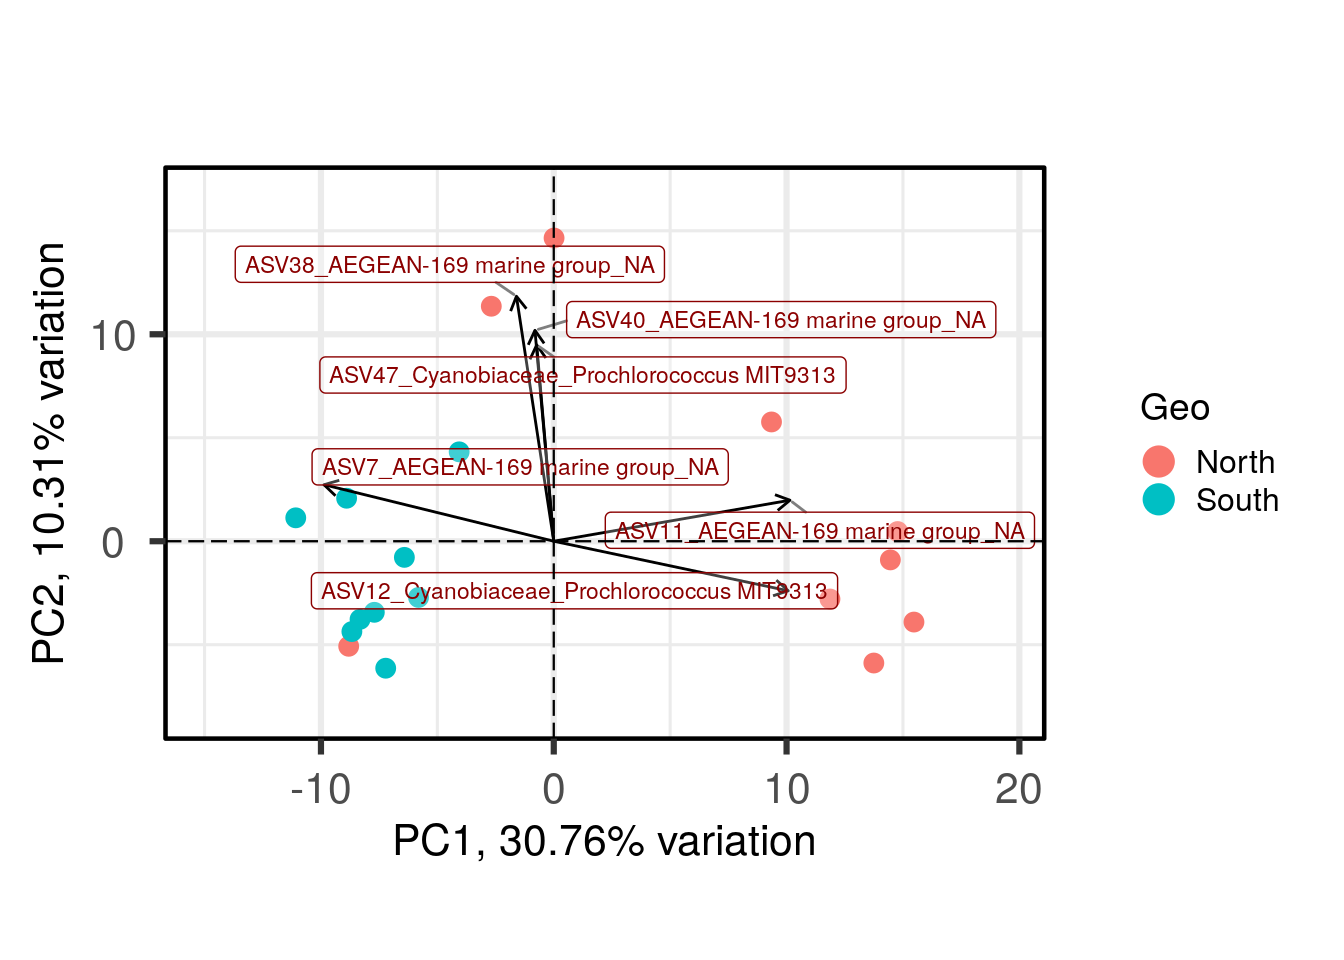 ASV38_AEGEAN-169 marine group_NA
ASV40_AEGEAN-169 marine group_NA
ASV47_Cyanobiaceae_Prochlorococcus MIT9313
ASV7_AEGEAN-169 marine group_NA
ASV11_AEGEAN-169 marine group_NA
ASV12_Cyanobiaceae_Prochlorococcus MIT9313
10
0
PC2, 10.31% variation
-10
0
10
20
PC1, 30.76% variation
Geo
North
South